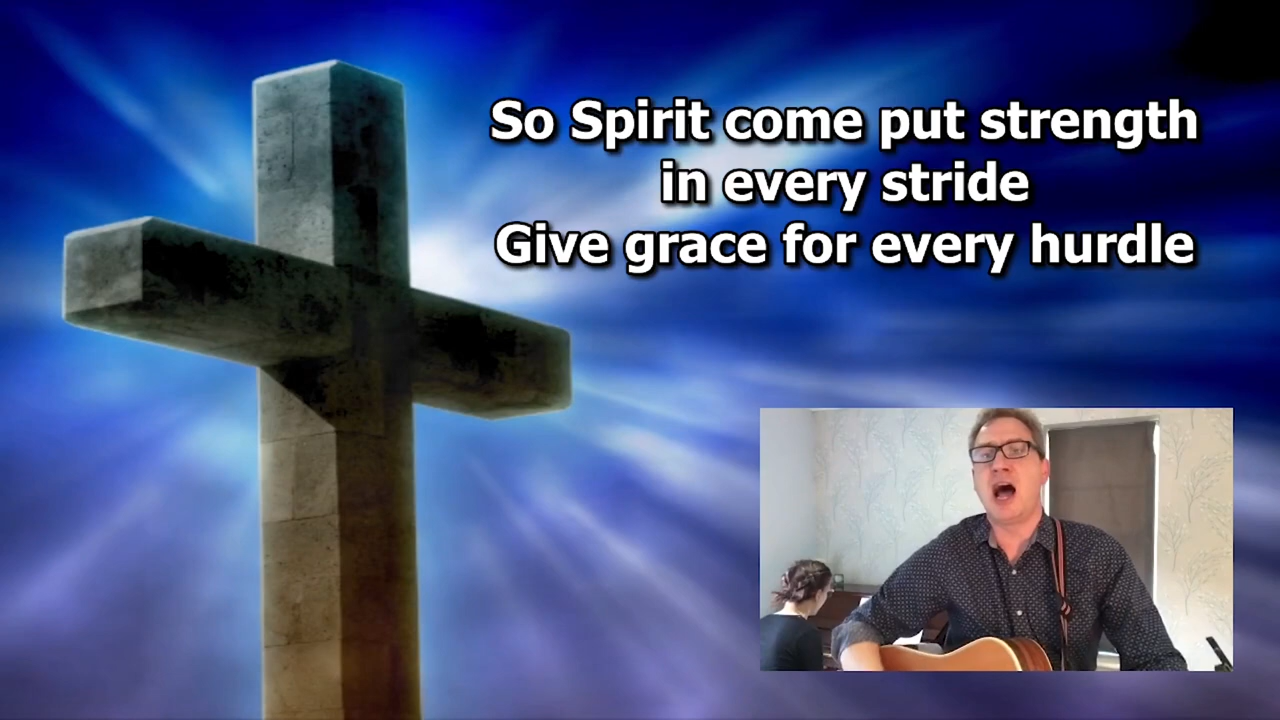 So Spirit come put strength
in every stride
Give grace for every hurdle